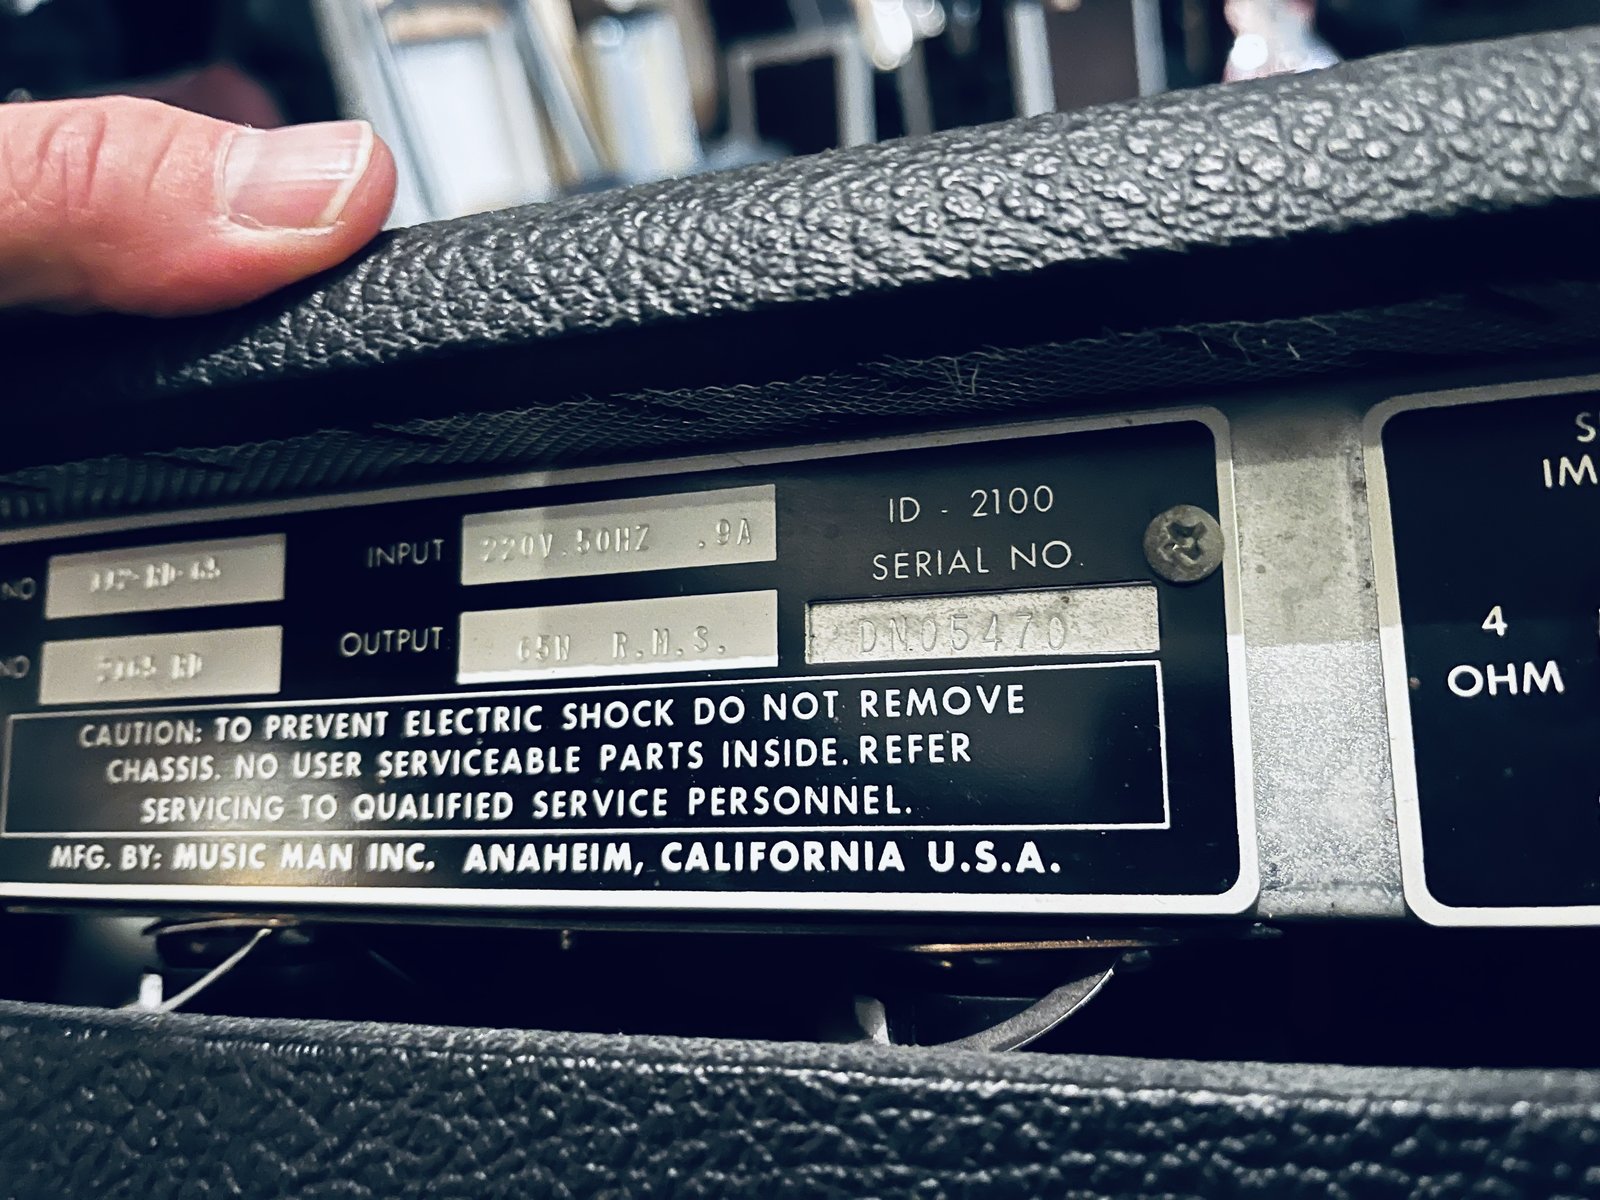 ID - 2100
NO INPUT 220V.50HZ .9A
SERIAL NO.
NO OUTPUT 65W R.M.S. DN05470
CAUTION: TO PREVENT ELECTRIC SHOCK DO NOT REMOVE
CHASSIS. NO USER SERVICEABLE PARTS INSIDE. REFER
SERVICING TO QUALIFIED SERVICE PERSONNEL.
MFG. BY: MUSIC MAN INC. ANAHEIM, CALIFORNIA U.S.A.
4
OHM